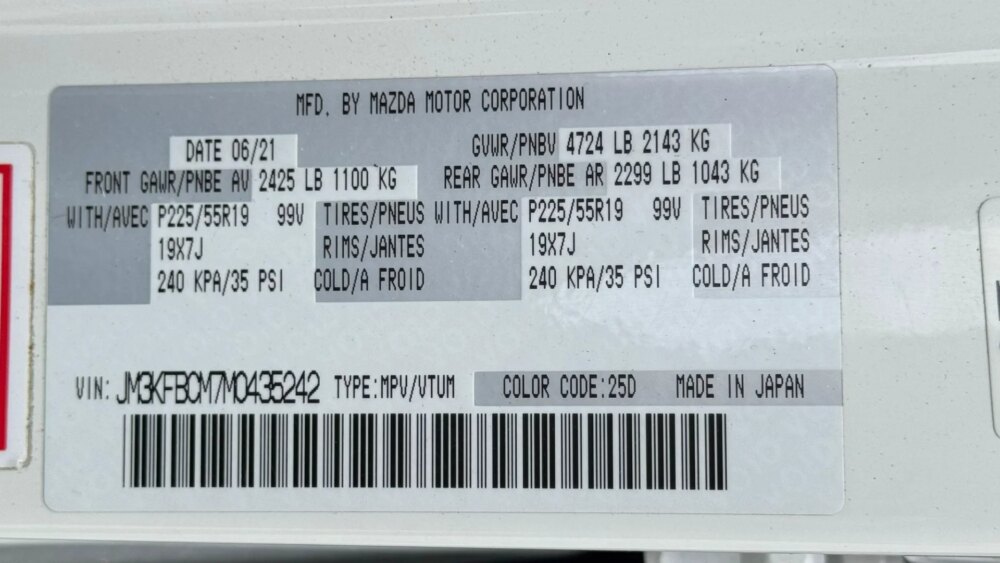 MFD. BY MAZDA MOTOR CORPORATION
DATE 06/21 GVWR/PNBV 4724 LB 2143 KG
FRONT GAWR/PNBE AV 2425 LB 1100 KG REAR GAWR/PNBE AR 2299 LB 1043 KG
WITH/AVEC P225/55R19 99V TIRES/PNEUS WITH/AVEC P225/55R19 99V TIRES/PNEUS
19X7J RIMS/JANTES 19X7J RIMS/JANTES
240 KPA/35 PSI COLD/A FROID 240 KPA/35 PSI COLD/A FROID
VIN: JM3KFBCM7M0435242 TYPE:MPV/VTUM COLOR CODE:25D MADE IN JAPAN